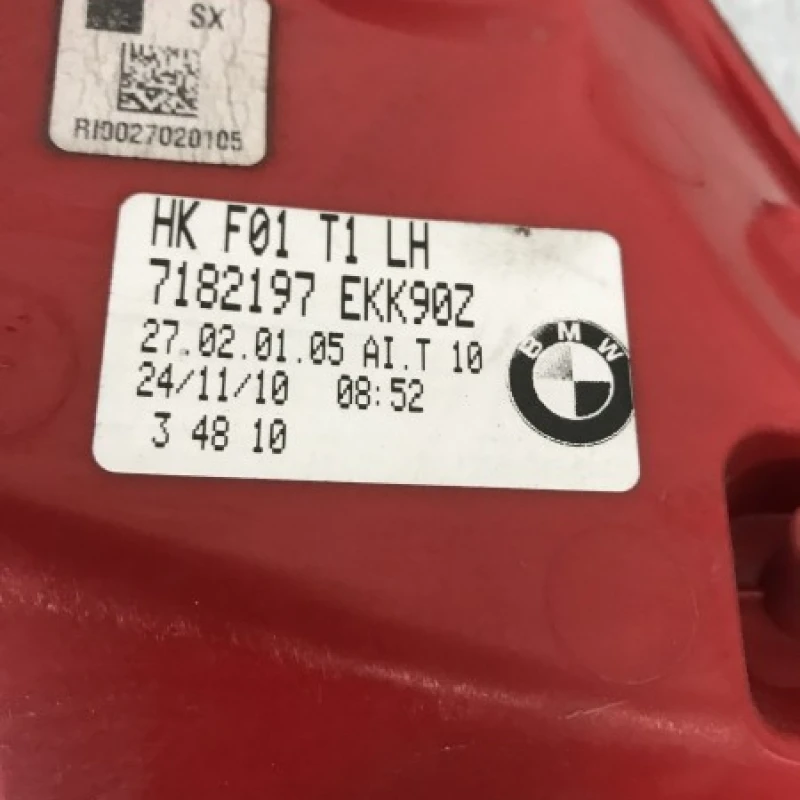 SX
RI0027020105
HK F01 T1 LH
7182197 EKK90Z
27.02.01.05 AI.T 10
24/11/10 08:52
3 48 10
BMW